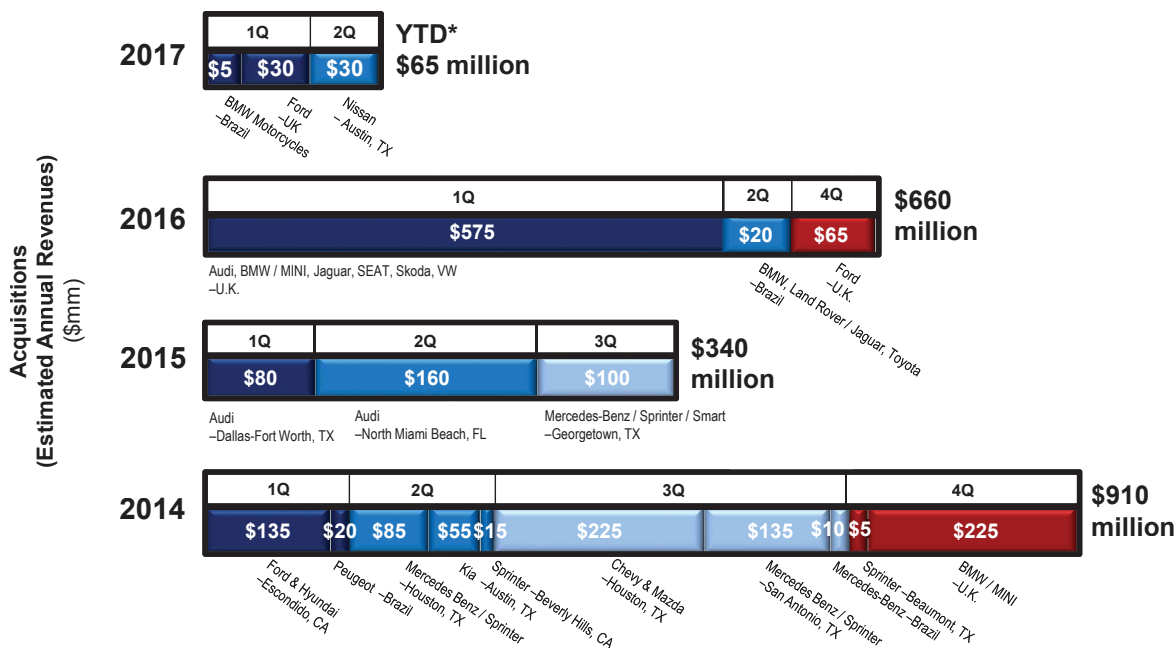 Acquisitions
(Estimated Annual Revenues)
($mm)
2017
1Q
2Q
YTD*
$65 million
$5
$30
$30
BMW Motorcycles
–Brazil
Ford
–UK
Nissan
– Austin, TX
2016
1Q
2Q
4Q
$660
million
$575
$20
$65
Audi, BMW / MINI, Jaguar, SEAT, Skoda, VW
–U.K.
BMW, Land Rover / Jaguar, Toyota
–Brazil
Ford
–U.K.
2015
1Q
2Q
3Q
$340
million
$80
$160
$100
Audi
–Dallas-Fort Worth, TX
Audi
–North Miami Beach, FL
Mercedes-Benz / Sprinter / Smart
–Georgetown, TX
2014
1Q
2Q
3Q
4Q
$910
million
$135
$20
$85
$55
$15
$225
$135
$10
$5
$225
Ford & Hyundai
–Escondido, CA
Peugeot –Brazil
Mercedes Benz / Sprinter
–Houston, TX
Kia –Austin, TX
Sprinter –Beverly Hills, CA
Chevy & Mazda
–Houston, TX
Mercedes Benz / Sprinter
–San Antonio, TX
Mercedes-Benz –Brazil
Sprinter –Beaumont, TX
BMW / MINI
–U.K.